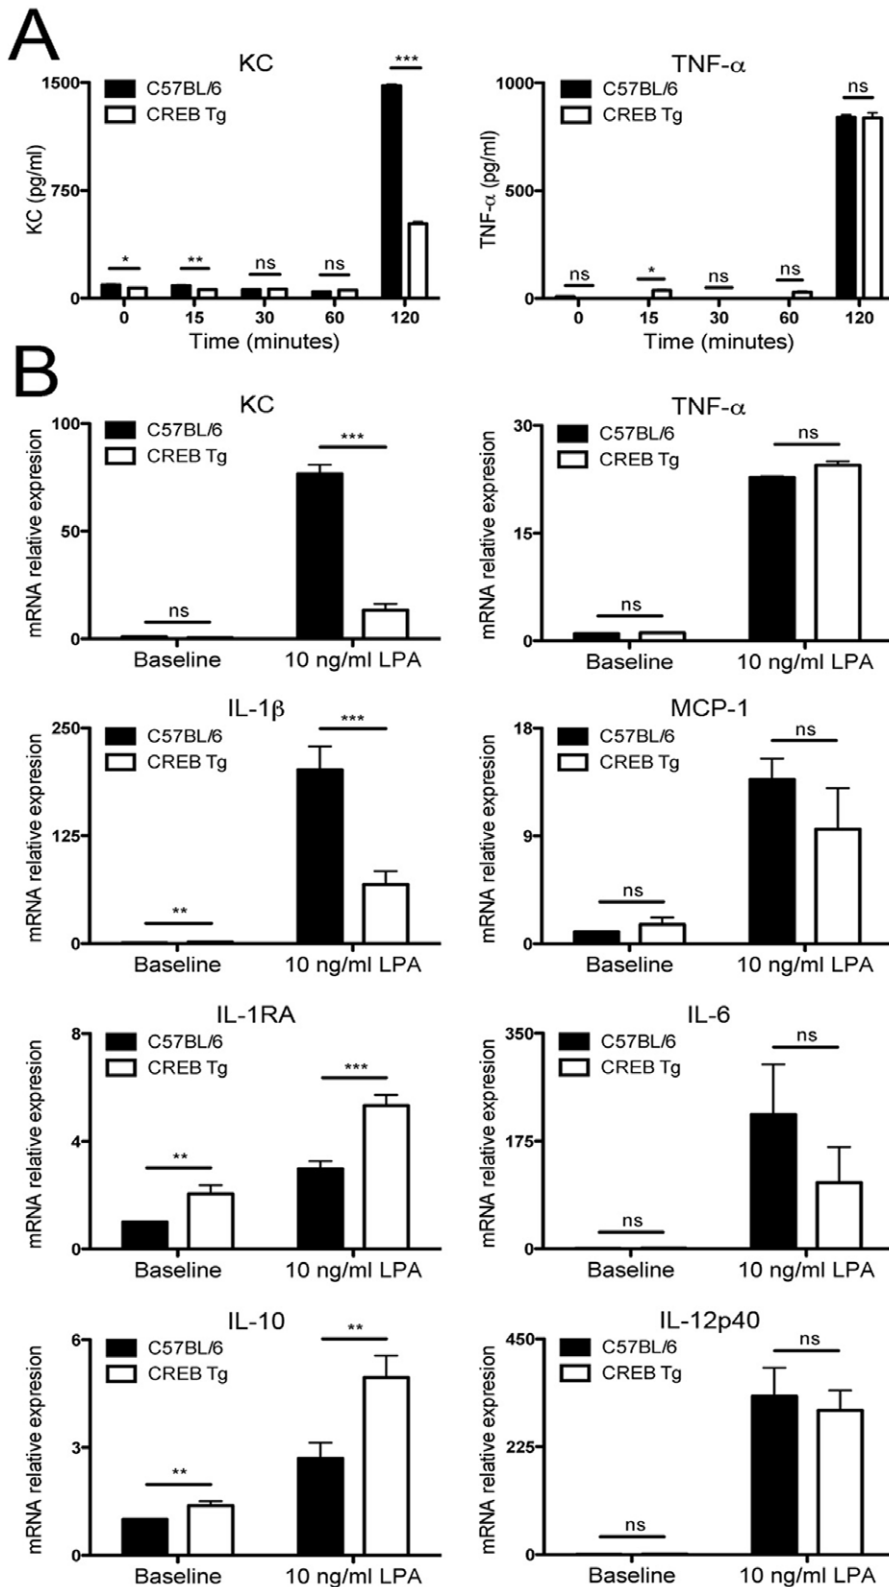 A
KC
1500
750
0
KC (pg/ml)
C57BL/6
CREB Tg
*
**
ns
ns
***
0 15 30 60 120
Time (minutes)
TNF-α
1000
500
0
TNF-α (pg/ml)
C57BL/6
CREB Tg
ns
*
ns
ns
ns
0 15 30 60 120
Time (minutes)
B
KC
100
50
0
mRNA relative expresion
C57BL/6
CREB Tg
ns
***
Baseline 10 ng/ml LPA
TNF-α
30
15
0
mRNA relative expresion
C57BL/6
CREB Tg
ns
ns
Baseline 10 ng/ml LPA
IL-1β
250
125
0
mRNA relative expresion
C57BL/6
CREB Tg
**
***
Baseline 10 ng/ml LPA
MCP-1
18
9
0
mRNA relative expresion
C57BL/6
CREB Tg
ns
ns
Baseline 10 ng/ml LPA
IL-1RA
8
4
0
mRNA relative expresion
C57BL/6
CREB Tg
**
***
Baseline 10 ng/ml LPA
IL-6
350
175
0
mRNA relative expresion
C57BL/6
CREB Tg
ns
ns
Baseline 10 ng/ml LPA
IL-10
6
3
0
mRNA relative expresion
C57BL/6
CREB Tg
**
**
Baseline 10 ng/ml LPA
IL-12p40
450
225
0
mRNA relative expresion
C57BL/6
CREB Tg
ns
ns
Baseline 10 ng/ml LPA